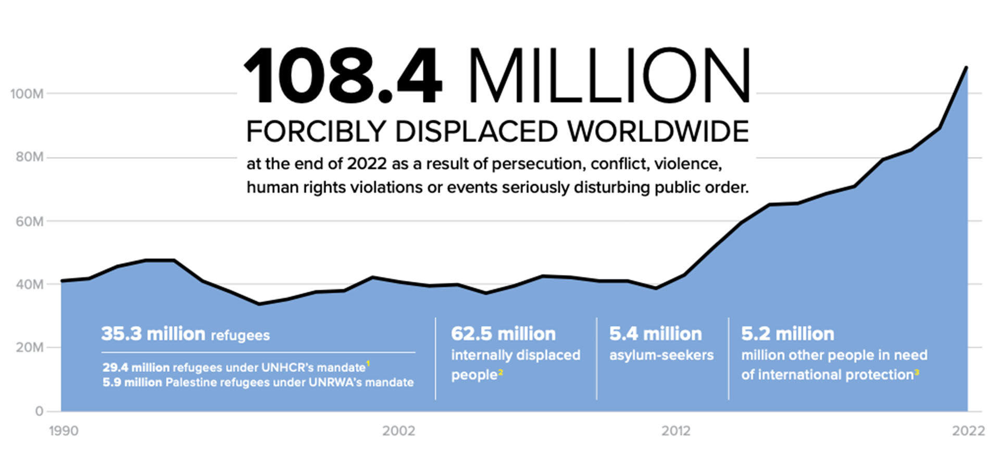 108.4 MILLION
FORCIBLY DISPLACED WORLDWIDE
at the end of 2022 as a result of persecution, conflict, violence,
human rights violations or events seriously disturbing public order.
100M
80M
60M
40M
20M
0
35.3 million refugees
29.4 million refugees under UNHCR’s mandate¹
5.9 million Palestine refugees under UNRWA’s mandate
62.5 million
internally displaced
people²
5.4 million
asylum-seekers
5.2 million
million other people in need
of international protection³
1990
2002
2012
2022